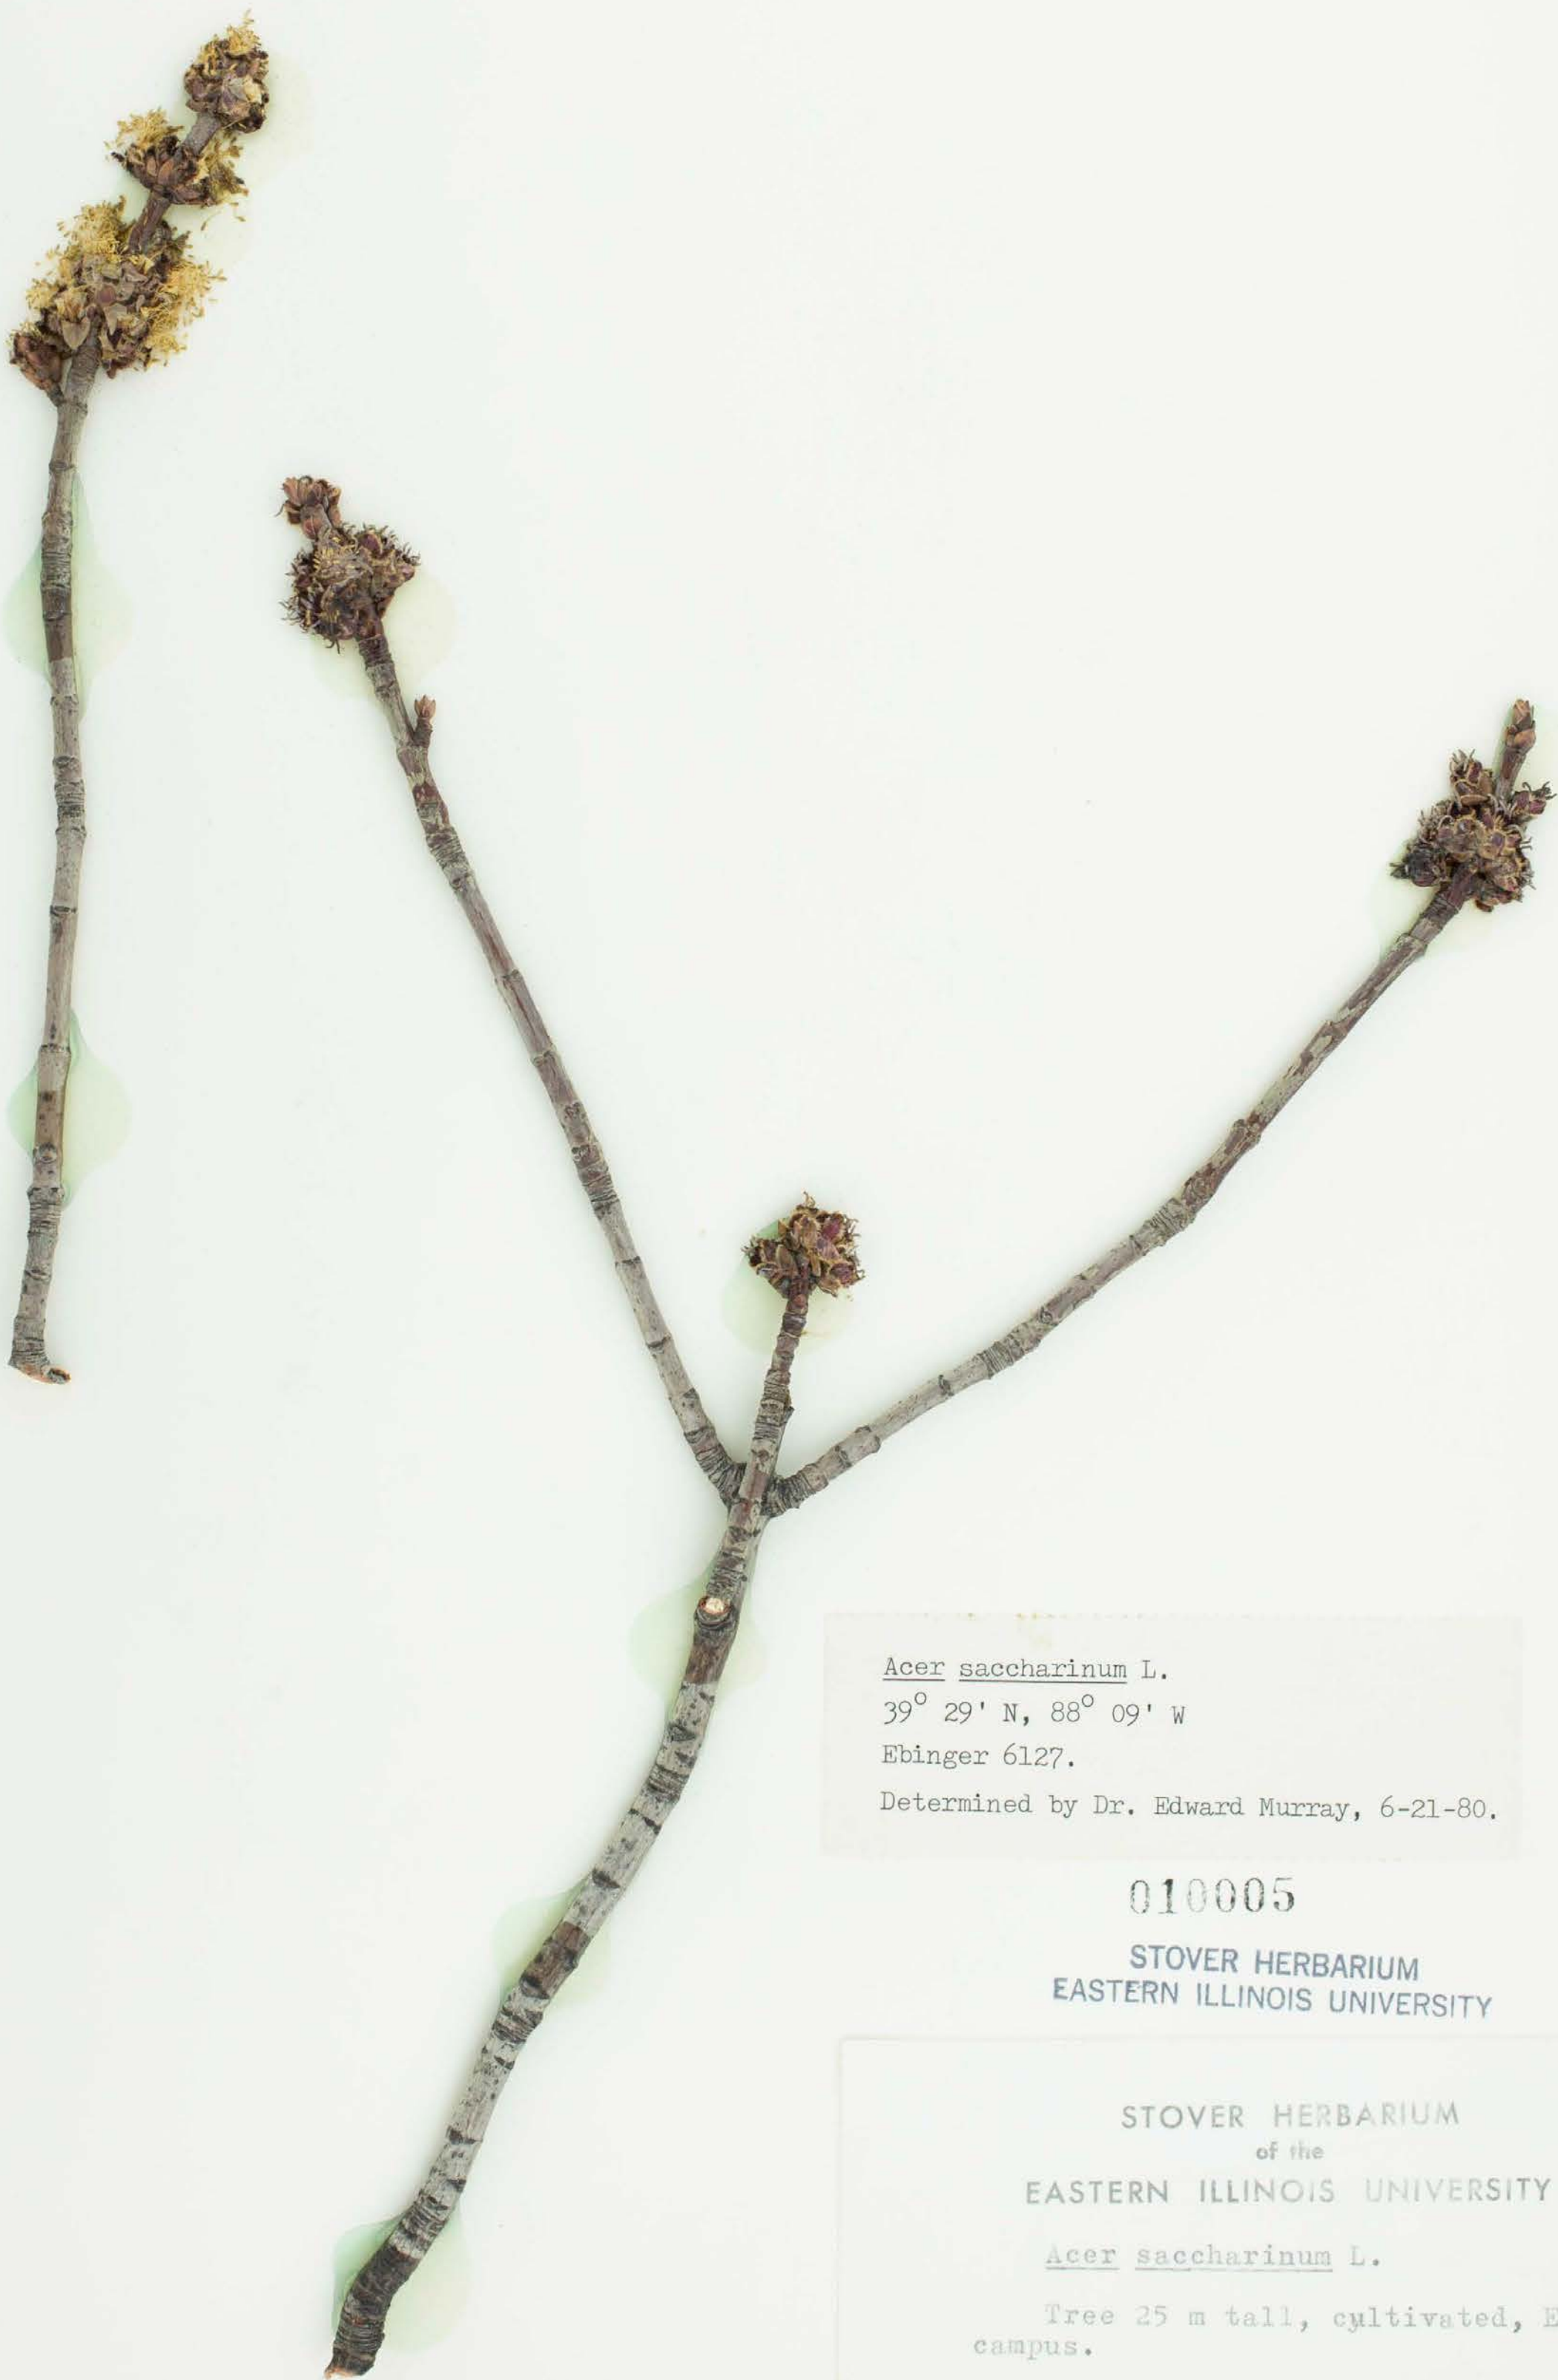 Acer saccharinum L.
39° 29' N, 88° 09' W
Ebinger 6127.
Determined by Dr. Edward Murray, 6-21-80.
010005
STOVER HERBARIUM
EASTERN ILLINOIS UNIVERSITY
STOVER HERBARIUM
of the
EASTERN ILLINOIS UNIVERSITY
Acer saccharinum L.
Tree 25 m tall, cultivated,
campus.